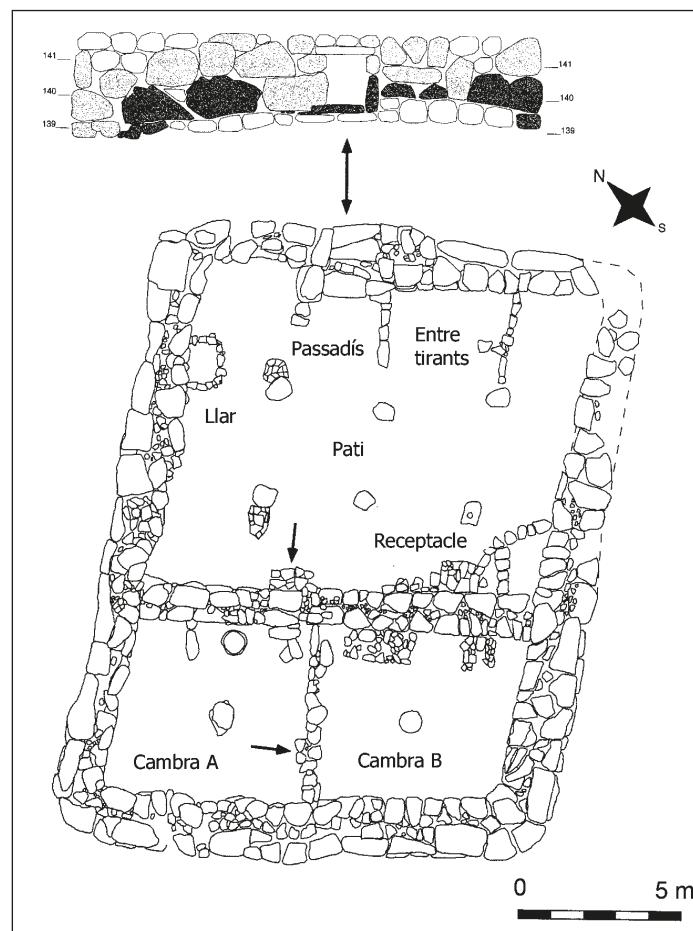 141
141
140
140
139
139
N
S
Passadís
Entre
tirants
Llar
Pati
Receptacle
Cambra A
Cambra B
0
5 m